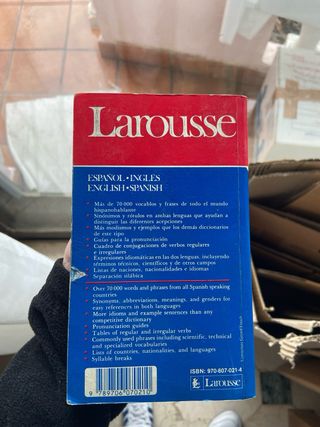 Larousse
ESPAÑOL•INGLES
ENGLISH•SPANISH
• Más de 70 000 vocablos y frases de todo el mundo
hispanohablante
• Sinónimos y rótulos en ambas lenguas que ayudan a
distinguir las diferentes acepciones
• Más modismos y ejemplos que los demás diccionarios
de este tipo
• Guías para la pronunciación
• Cuadro de conjugaciones de verbos regulares
e irregulares
• Expresiones idiomáticas en las dos lenguas, incluyendo
términos técnicos, científicos y de otros campos
• Listas de naciones, nacionalidades e idiomas
Separación silábica
• Over 70 000 words and phrases from all Spanish speaking
countries
• Synonyms, abbreviations, meanings, and genders for
easy references in both languages
• More idioms and example sentences than any
competitive dictionary
• Pronunciation guides
• Tables of regular and irregular verbs
• Commonly used phrases including scientific, technical
and specialized vocabularies
• Lists of countries, nationalities, and languages
• Syllable breaks
ISBN: 970-607-021-4
9 789706 070210
Larousse